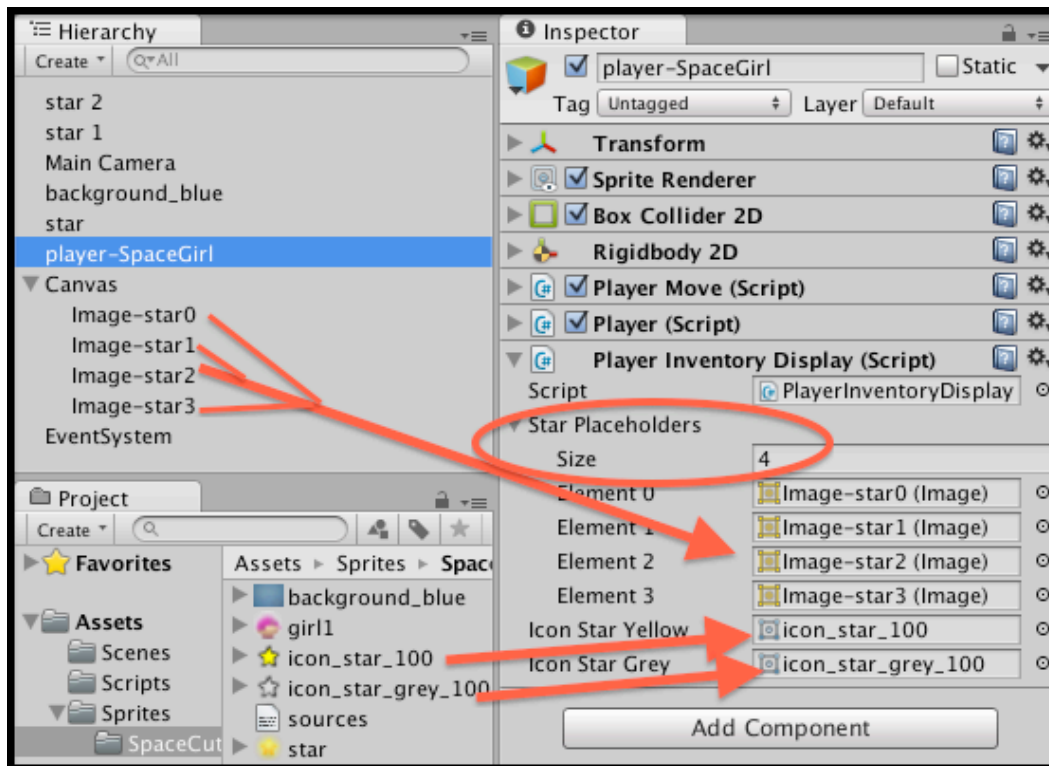 Hierarchy
Create
All
star 2
star 1
Main Camera
background_blue
star
player-SpaceGirl
Canvas
Image-star0
Image-star1
Image-star2
Image-star3
EventSystem
Project
Create
Favorites
Assets
Scenes
Scripts
Sprites
SpaceCut
Assets Sprites Spac
background_blue
girl1
icon_star_100
icon_star_grey_100
sources
star
Inspector
player-SpaceGirl Static
Tag Untagged Layer Default
Transform
Sprite Renderer
Box Collider 2D
Rigidbody 2D
C# Player Move (Script)
C# Player (Script)
C# Player Inventory Display (Script)
Script PlayerInventoryDisplay
Star Placeholders
Size 4
Element 0 Image-star0 (Image)
Element 1 Image-star1 (Image)
Element 2 Image-star2 (Image)
Element 3 Image-star3 (Image)
Icon Star Yellow icon_star_100
Icon Star Grey icon_star_grey_100
Add Component